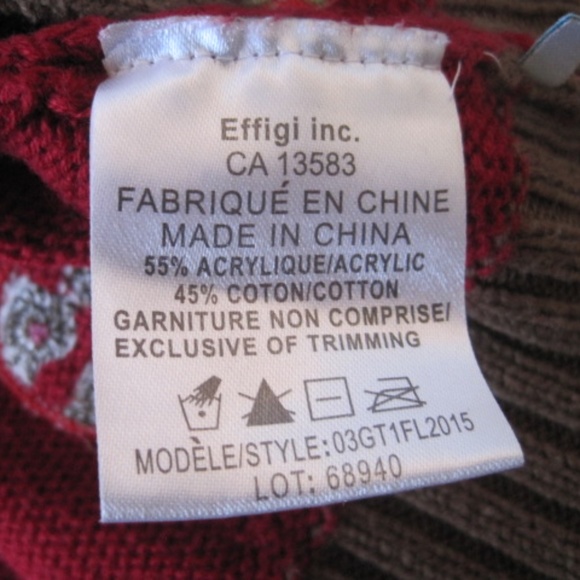 Effigi inc.
CA 13583
FABRIQUÉ EN CHINE
MADE IN CHINA
55% ACRYLIQUE/ACRYLIC
45% COTON/COTTON
GARNITURE NON COMPRISE/
EXCLUSIVE OF TRIMMING
MODÈLE/STYLE:03GT1FL2015
LOT: 68940